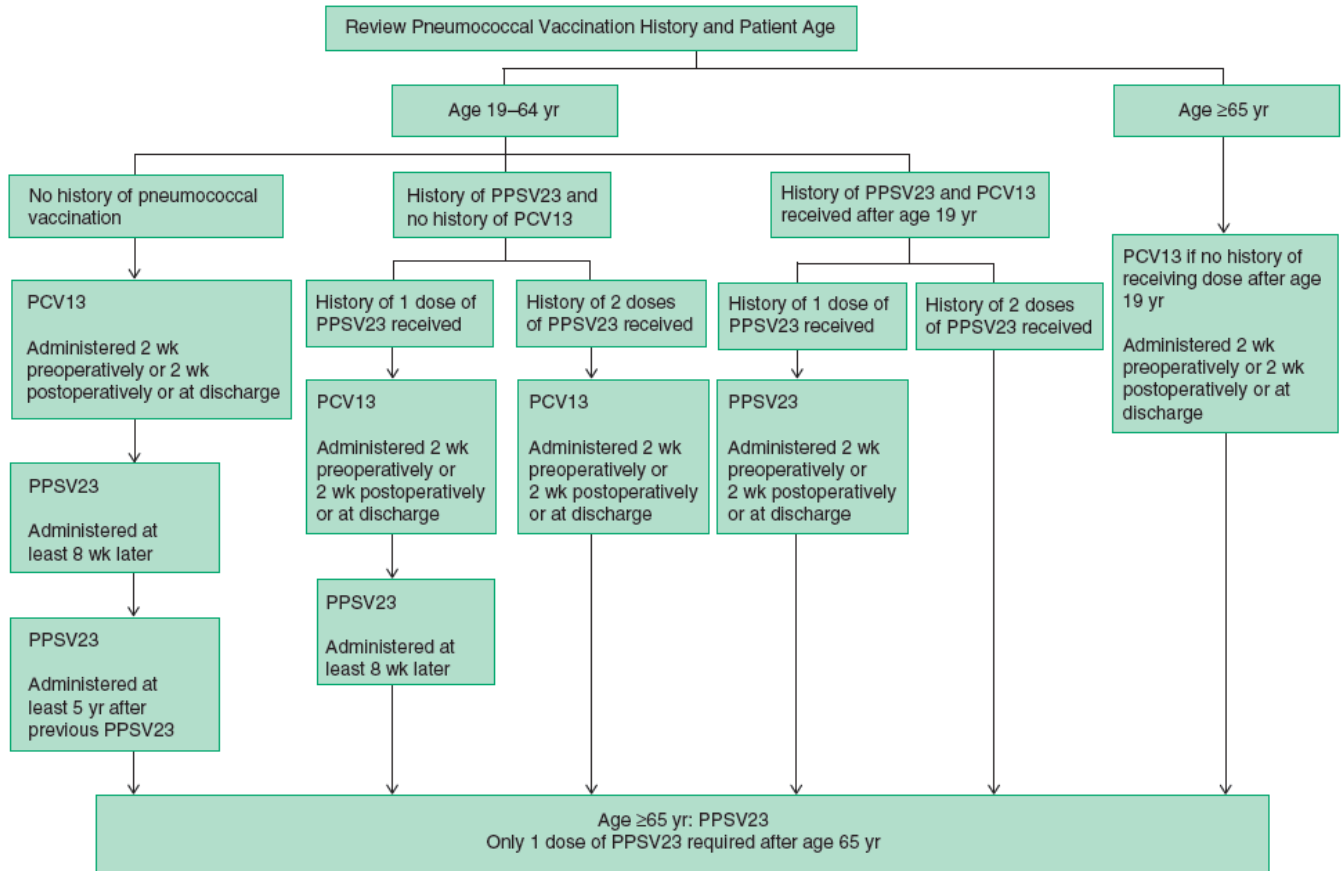 Review Pneumococcal Vaccination History and Patient Age
Age 19–64 yr
Age ≥65 yr
No history of pneumococcal
vaccination
History of PPSV23 and
no history of PCV13
History of PPSV23 and PCV13
received after age 19 yr
PCV13 if no history of
receiving dose after age
19 yr
Administered 2 wk
preoperatively or 2 wk
postoperatively or at
discharge
PCV13
Administered 2 wk
preoperatively or 2 wk
postoperatively or at discharge
History of 1 dose of
PPSV23 received
History of 2 doses
of PPSV23 received
History of 1 dose of
PPSV23 received
History of 2 doses
of PPSV23 received
PCV13
Administered 2 wk
preoperatively or
2 wk postoperatively
or at discharge
PCV13
Administered 2 wk
preoperatively or
2 wk postoperatively
or at discharge
PPSV23
Administered 2 wk
preoperatively or
2 wk postoperatively
or at discharge
PPSV23
Administered at
least 8 wk later
PPSV23
Administered at
least 8 wk later
PPSV23
Administered at
least 5 yr after
previous PPSV23
Age ≥65 yr: PPSV23
Only 1 dose of PPSV23 required after age 65 yr